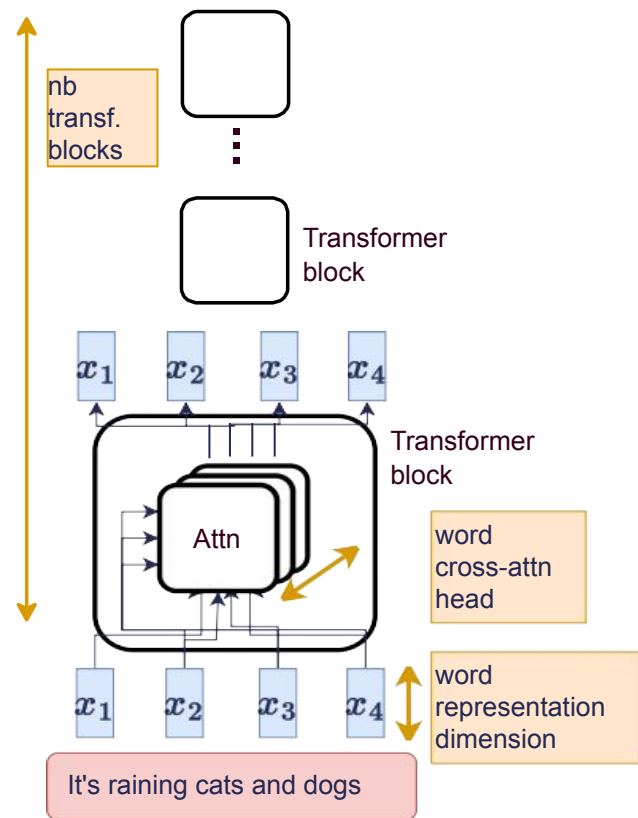 nb
transf.
blocks
Transformer
block
x1 x2 x3 x4
Transformer
block
Attn
word
cross-attn
head
x1 x2 x3 x4
word
representation
dimension
It's raining cats and dogs